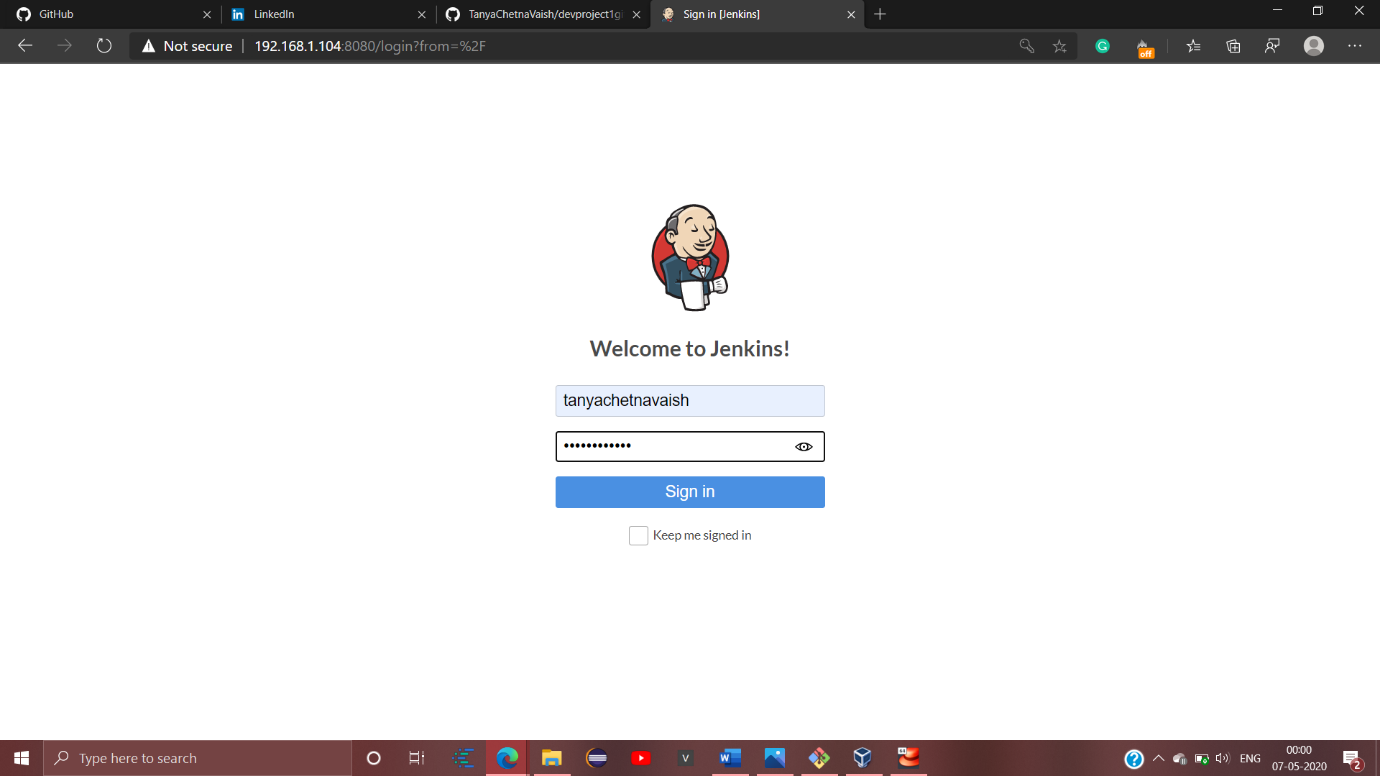 GitHub
LinkedIn
TanyaChetnaVaish/devproject1gi
Sign in [Jenkins]
Not secure
192.168.1.104:8080/login?from=%2F
off
Welcome to Jenkins!
tanyachetnavaish
••••••••••••
Sign in
Keep me signed in
Type here to search
ENG
00:00
07-05-2020
2